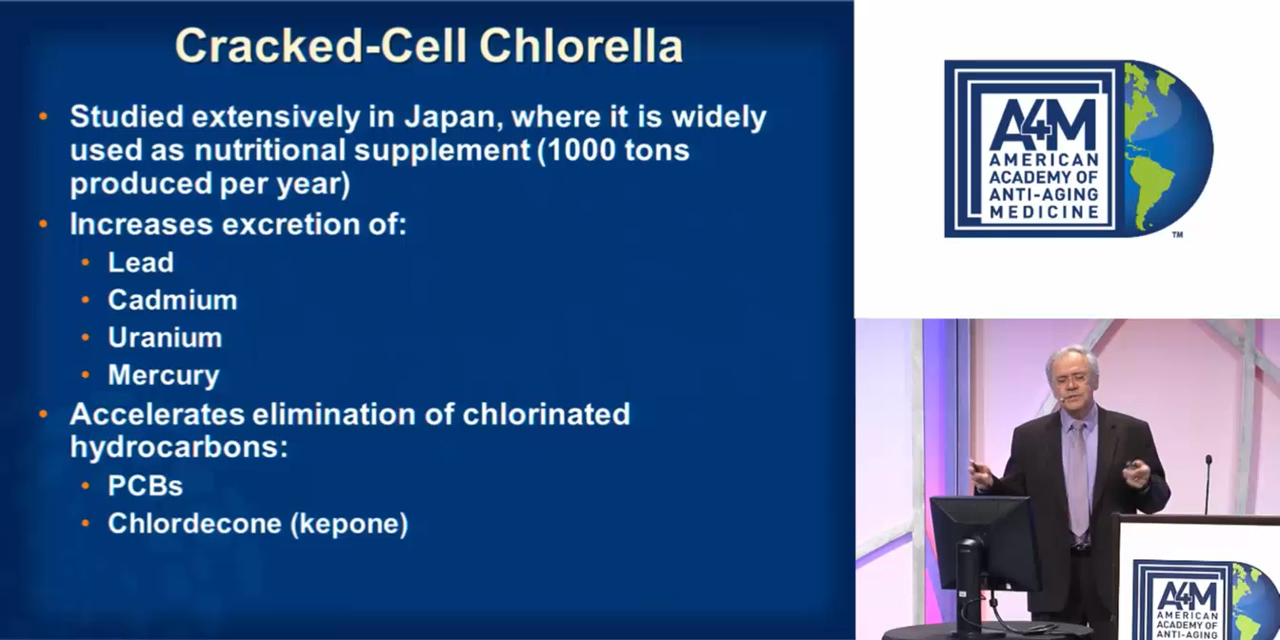 Cracked-Cell Chlorella
• Studied extensively in Japan, where it is widely
used as nutritional supplement (1000 tons
produced per year)
• Increases excretion of:
• Lead
• Cadmium
• Uranium
• Mercury
• Accelerates elimination of chlorinated
hydrocarbons:
• PCBs
• Chlordecone (kepone)
A4M
AMERICAN
ACADEMY OF
ANTI-AGING
MEDICINE
TM
A4M
AMERICAN
ACADEMY OF
ANTI-AGING